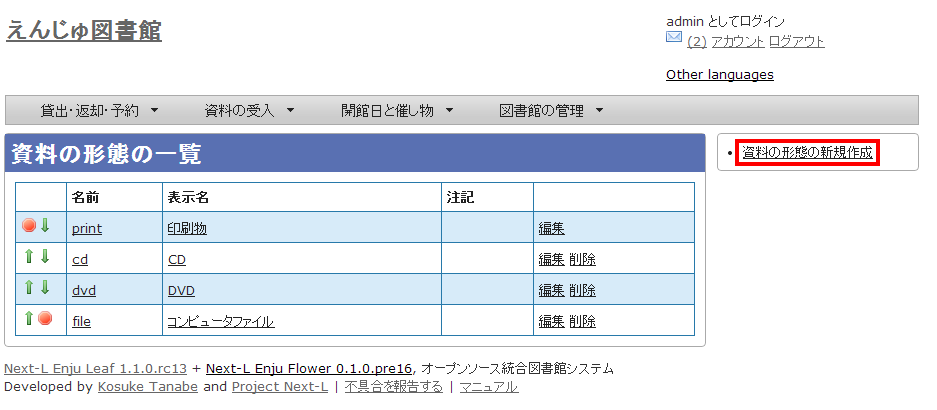 えんじゅ図書館
admin としてログイン
(2) アカウント ログアウト
Other languages
貸出・返却・予約 資料の受入 開館日と催し物 図書館の管理
資料の形態の一覧
• 資料の形態の新規作成
名前 表示名 注記
print 印刷物 編集
cd CD 編集 削除
dvd DVD 編集 削除
file コンピュータファイル 編集 削除
Next-L Enju Leaf 1.1.0.rc13 + Next-L Enju Flower 0.1.0.pre16, オープンソース統合図書館システム
Developed by Kosuke Tanabe and Project Next-L | 不具合を報告する | マニュアル